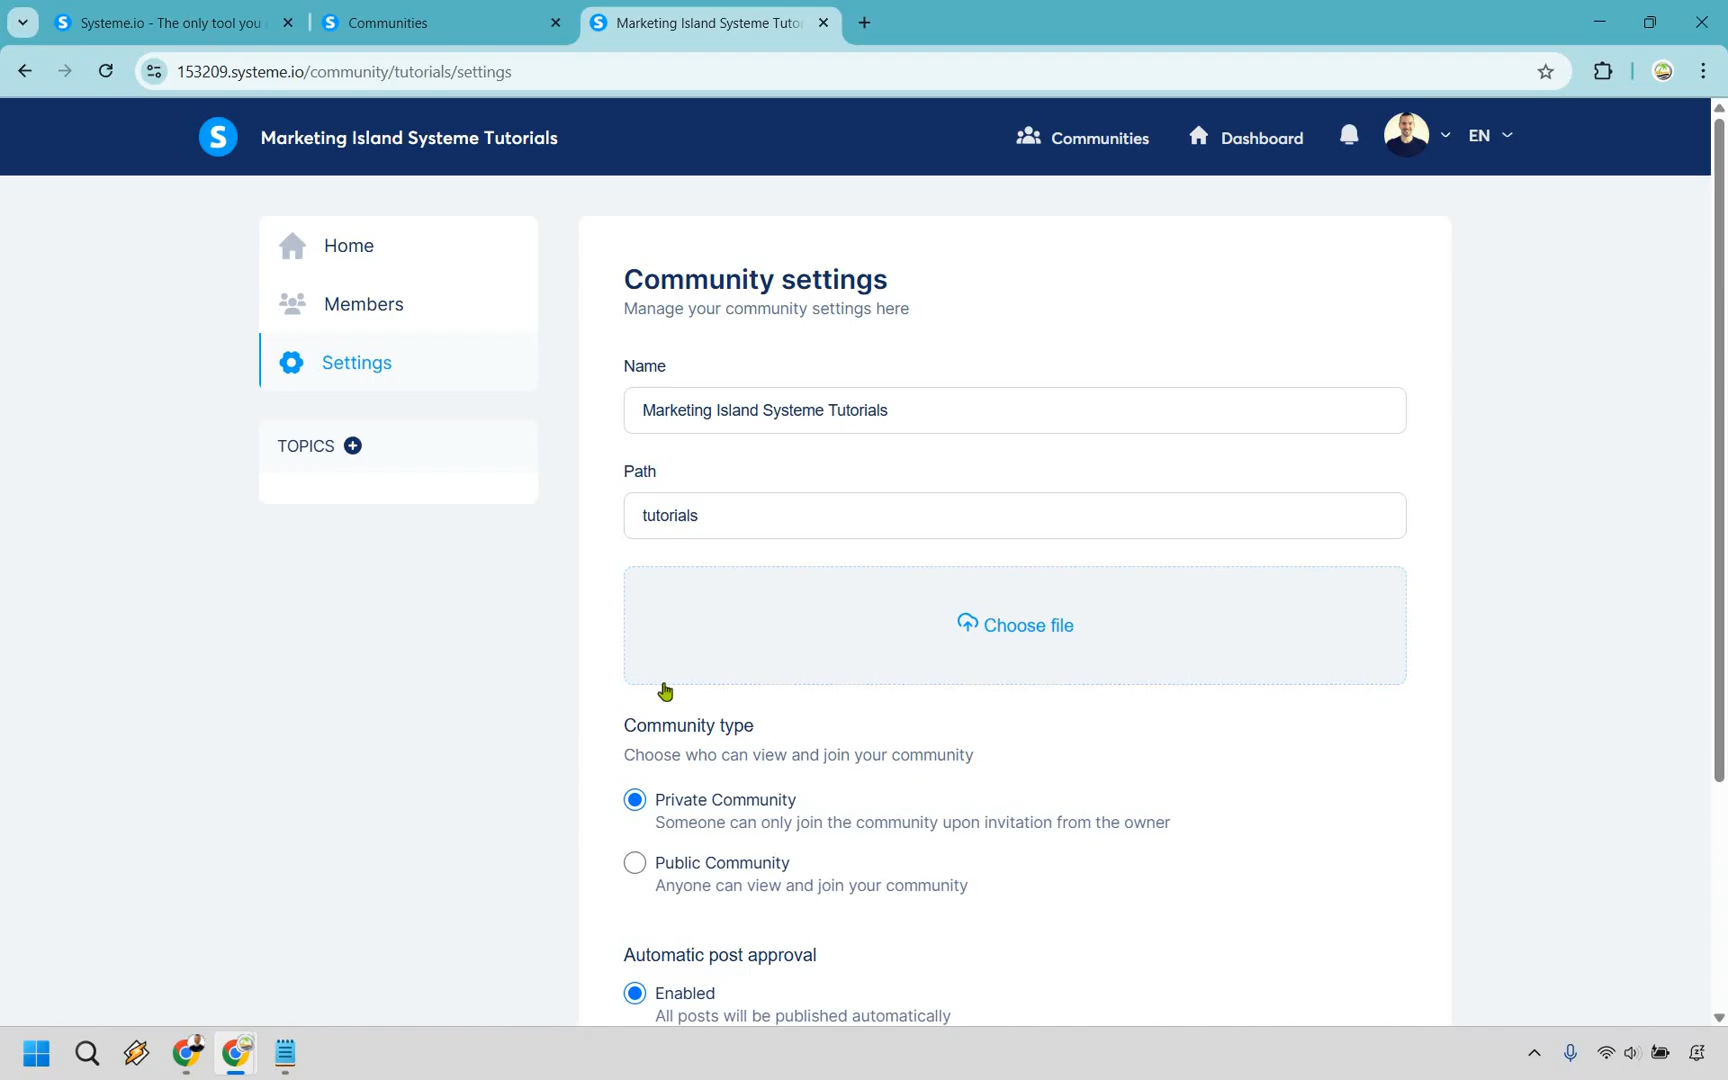 Systeme.io - The only tool you
Communities
Marketing Island Systeme Tuto
153209.systeme.io/community/tutorials/settings
S Marketing Island Systeme Tutorials
Communities
Dashboard
EN
Home
Members
Settings
TOPICS
Community settings
Manage your community settings here
Name
Marketing Island Systeme Tutorials
Path
tutorials
Choose file
Community type
Choose who can view and join your community
Private Community
Someone can only join the community upon invitation from the owner
Public Community
Anyone can view and join your community
Automatic post approval
Enabled
All posts will be published automatically